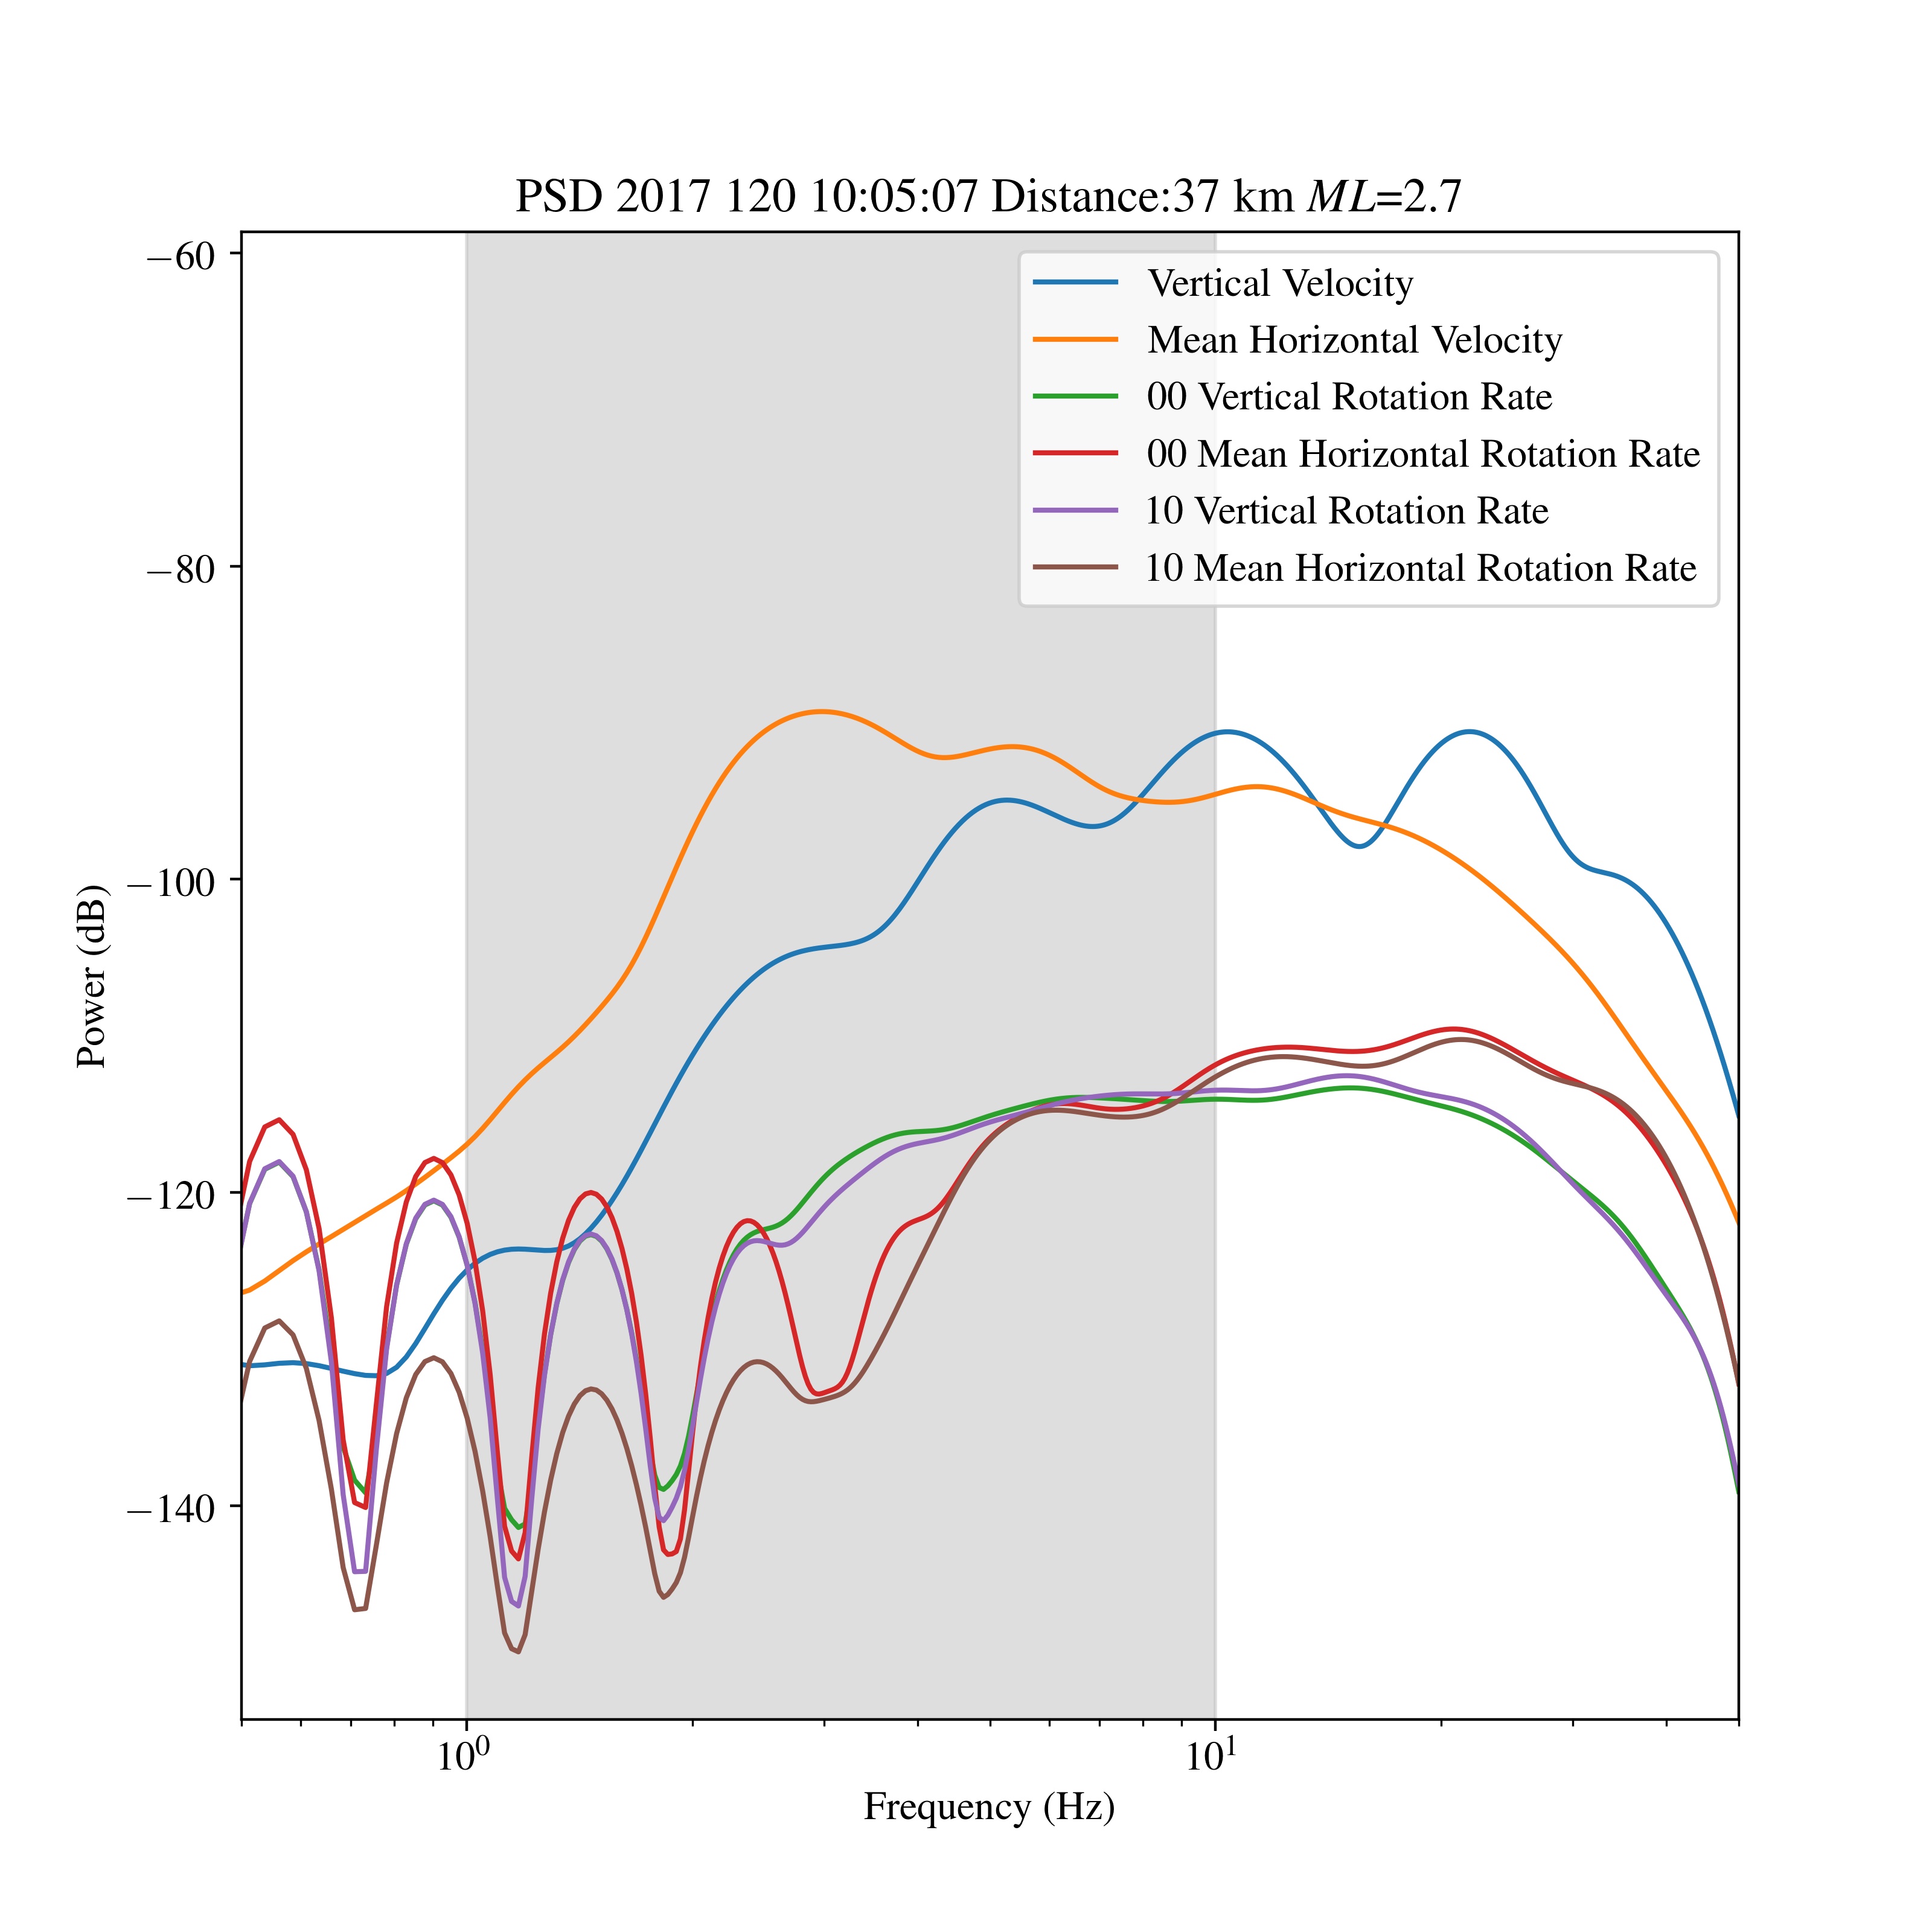 PSD 2017 120 10:05:07 Distance:37 km ML=2.7
−60
−80
−100
−120
−140
Power (dB)
Vertical Velocity
Mean Horizontal Velocity
00 Vertical Rotation Rate
00 Mean Horizontal Rotation Rate
10 Vertical Rotation Rate
10 Mean Horizontal Rotation Rate
10⁰ 10¹
Frequency (Hz)